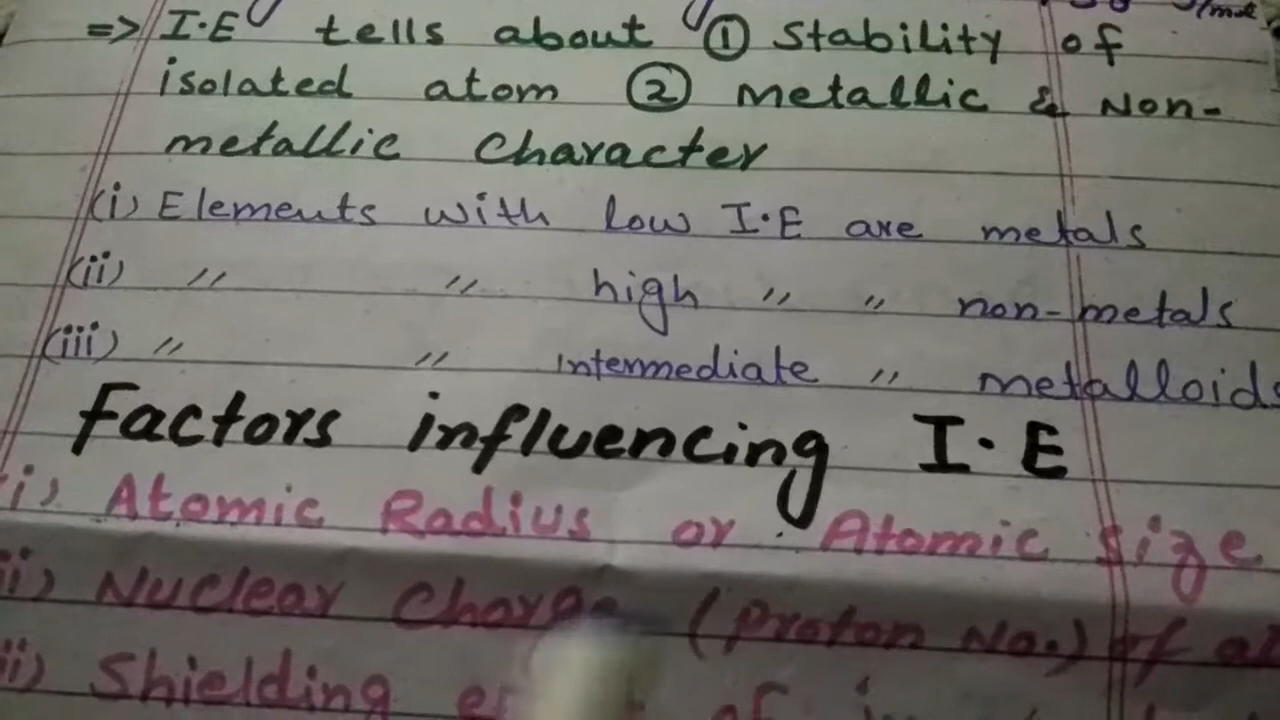 => I.E tells about ① Stability of
isolated atom ② metallic & Non-
metallic Character
(i) Elements with low I.E are metals
(ii) " " high " " non-metals
(iii) " " Intermediate " metalloids
Factors influencing I.E
i) Atomic Radius or Atomic size
ii) Nuclear Charge (Proton No.) of
ii) Shielding of